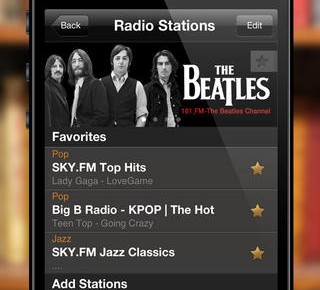 Back
Radio Stations
Edit
THE
BEATLES
181.FM-The Beatles Channel
Favorites
Pop
SKY.FM Top Hits
Lady Gaga - LoveGame
Pop
Big B Radio - KPOP | The Hot
Teen Top - Going Crazy
Jazz
SKY.FM Jazz Classics
....
Add Stations